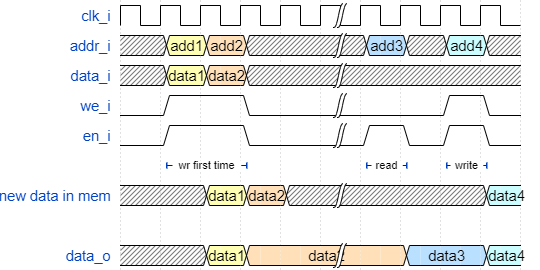 clk_i
addr_i add1 add2 add3 add4
data_i data1 data2
we_i
en_i
wr first time read write
new data in mem data1 data2 data4
data_o data1 data2 data3 data4